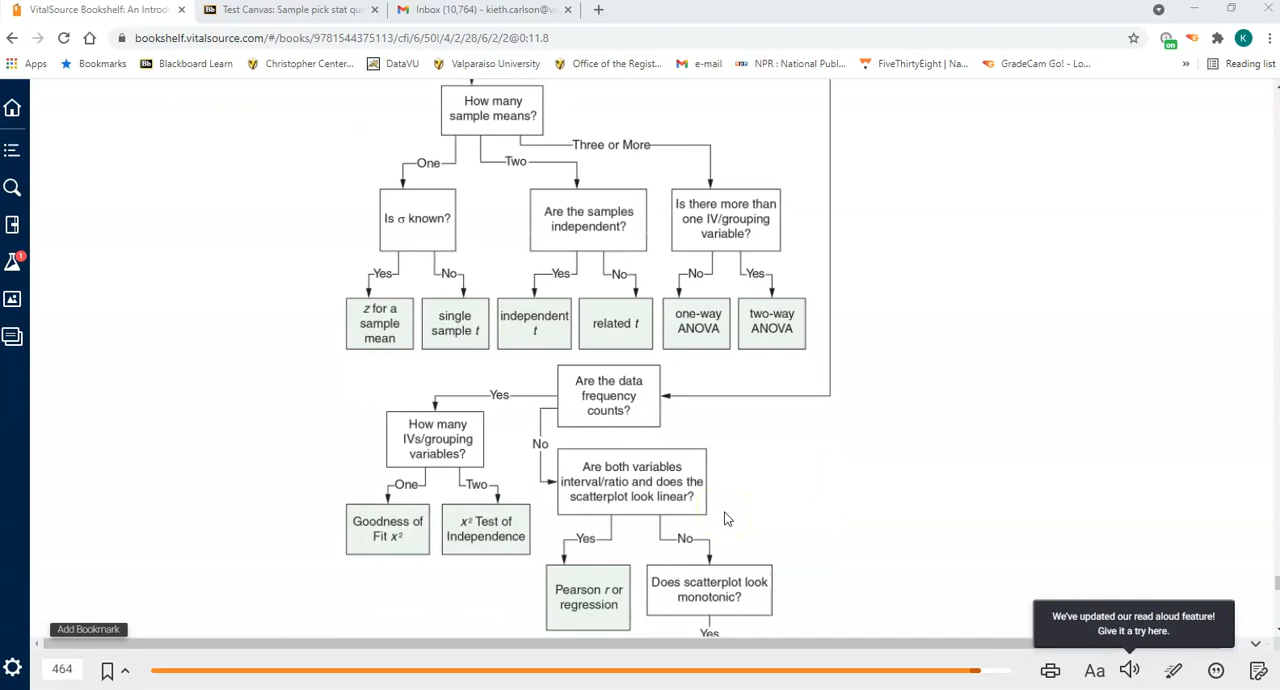 VitalSource Bookshelf: An Introd
Bb Test Canvas: Sample pick stat qu
Inbox (10,764) - kieth.carlson@v
bookshelf.vitalsource.com/#/books/9781544375113/cfi/6/50!/4/2/28/6/2/2@0:11.8
ON
K
Apps
Bookmarks
Bb Blackboard Learn
Christopher Center...
DataVU
Valparaiso University
Office of the Regist...
e-mail
npr NPR : National Publ...
FiveThirtyEight | Na...
GradeCam Go! - Lo...
»
Reading list
How many
sample means?
One
Two
Three or More
Is σ known?
Are the samples
independent?
Is there more than
one IV/grouping
variable?
Yes
No
Yes
No
No
Yes
z for a
sample
mean
single
sample t
independent
t
related t
one-way
ANOVA
two-way
ANOVA
Are the data
frequency
counts?
Yes
No
How many
IVs/grouping
variables?
One
Two
Are both variables
interval/ratio and does the
scatterplot look linear?
Goodness of
Fit x²
x² Test of
Independence
Yes
No
Pearson r or
regression
Does scatterplot look
monotonic?
Yes
1
Add Bookmark
We've updated our read aloud feature!
Give it a try here.
464
Aa